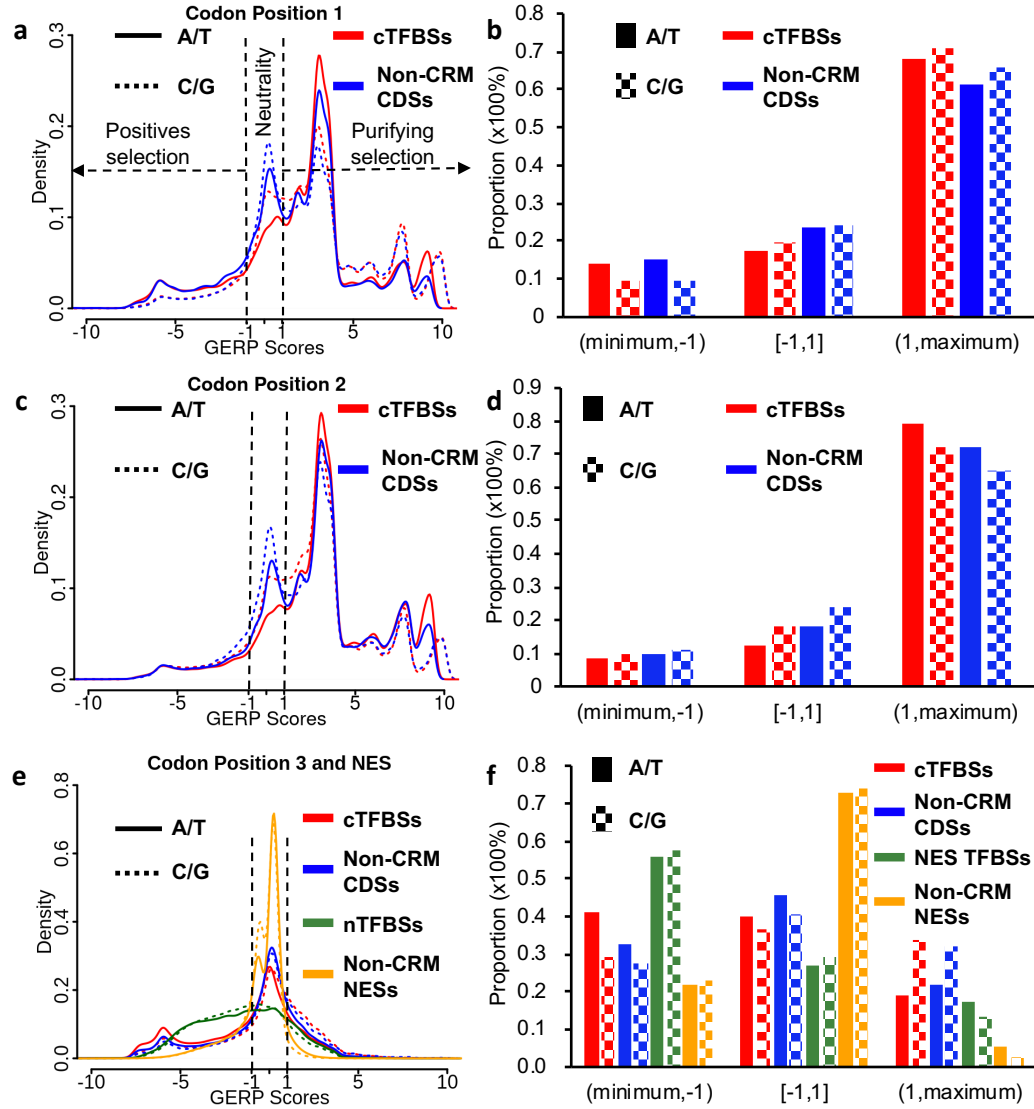 a
Codon Position 1
A/T
C/G
cTFBSs
Non-CRM
CDSs
Neutrality
Positives
selection
Purifying
selection
Density
0.0
0.1
0.2
0.3
-10
-5
-1
1
5
10
GERP Scores
b
A/T
C/G
cTFBSs
Non-CRM
CDSs
Proportion (x100%)
0.8
0.7
0.6
0.5
0.4
0.3
0.2
0.1
0
(minimum,-1)
[-1,1]
(1,maximum)
c
Codon Position 2
A/T
C/G
cTFBSs
Non-CRM
CDSs
Density
0.0
0.1
0.2
0.3
-10
-5
-1
1
5
10
GERP Scores
d
A/T
C/G
cTFBSs
Non-CRM
CDSs
Proportion (x100%)
0.9
0.8
0.7
0.6
0.5
0.4
0.3
0.2
0.1
0
(minimum,-1)
[-1,1]
(1,maximum)
e
Codon Position 3 and NES
A/T
C/G
cTFBSs
Non-CRM
CDSs
nTFBSs
Non-CRM
NESs
Density
0.0
0.2
0.4
0.6
0.8
-10
-5
-1
1
5
10
GERP Scores
f
A/T
C/G
cTFBSs
Non-CRM
CDSs
NES TFBSs
Non-CRM
NESs
Proportion (x100%)
0.8
0.7
0.6
0.5
0.4
0.3
0.2
0.1
0.0
(minimum,-1)
[-1,1]
(1,maximum)